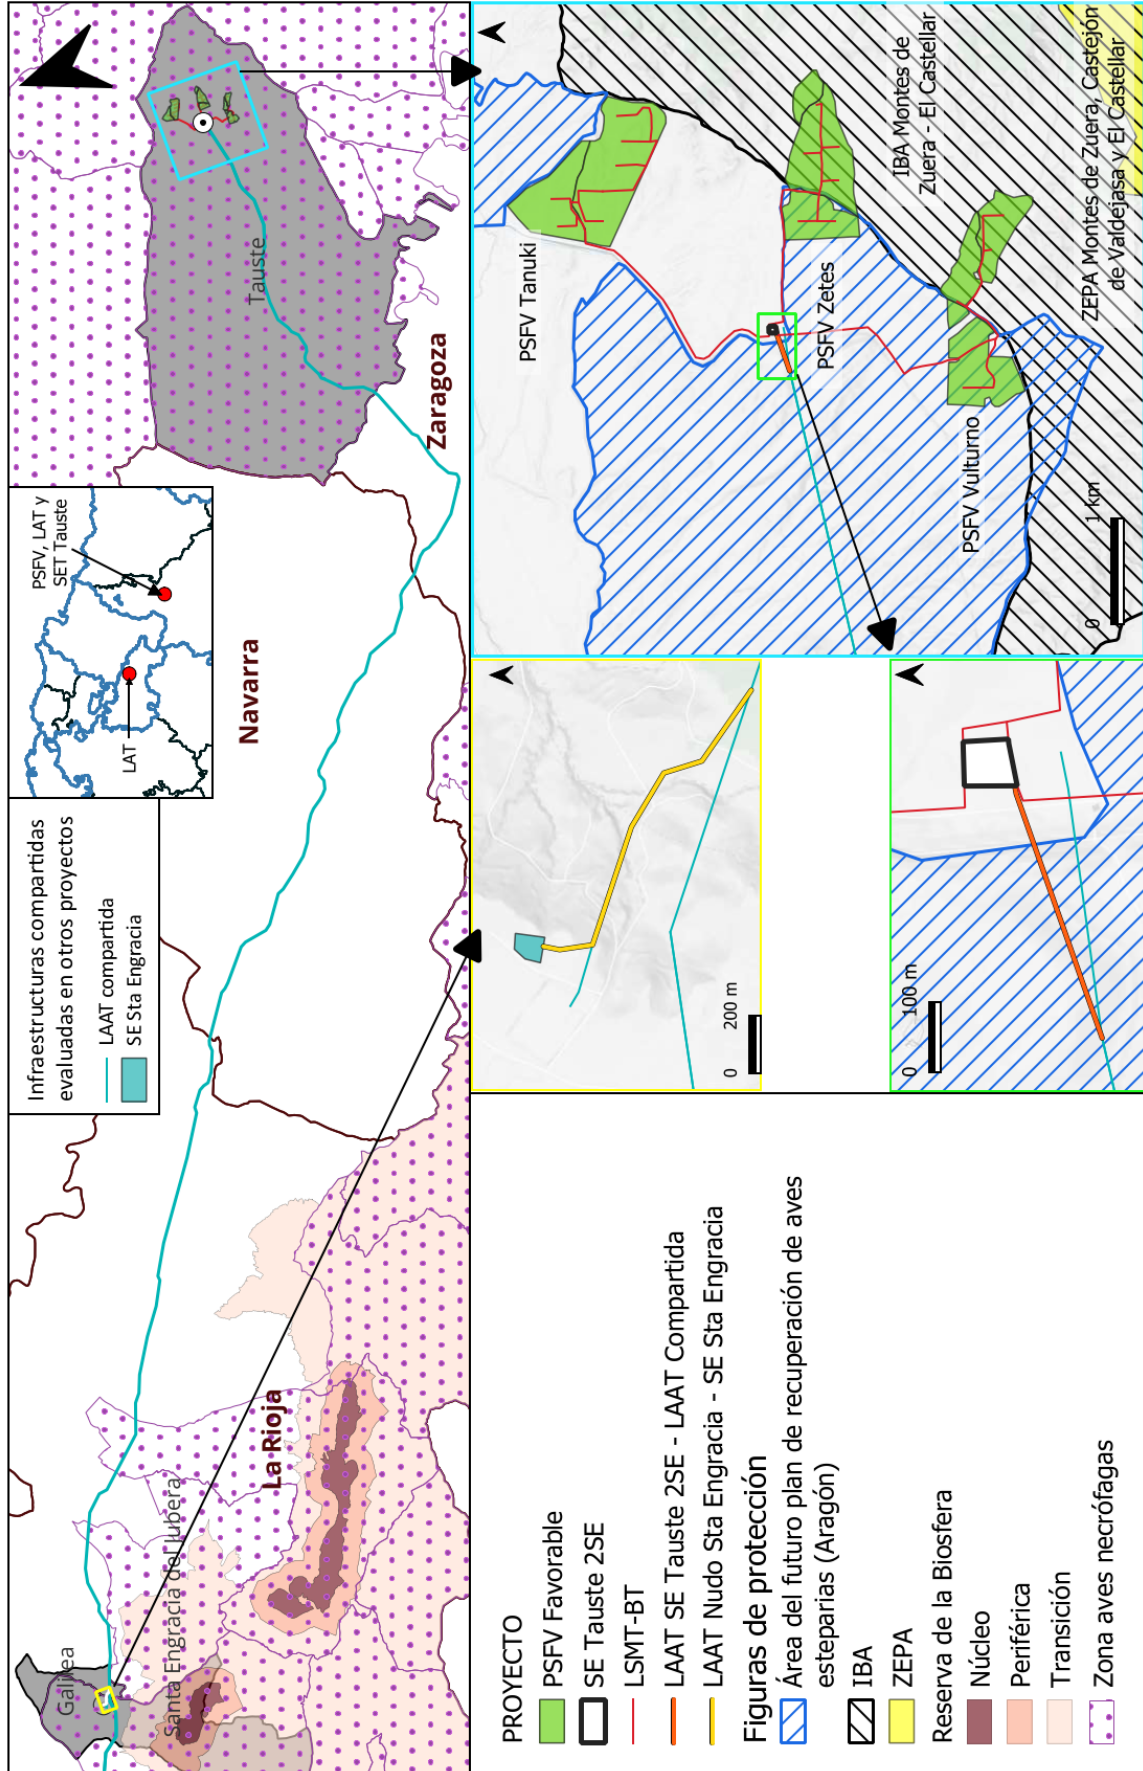 Galilea
Santa Engracia del Jubera
La Rioja
Navarra
Zaragoza
Tauste
Infraestructuras compartidas
evaluadas en otros proyectos
LAAT compartida
SE Sta Engracia
LAT
PSFV, LAT y
SET Tauste
PROYECTO
PSFV Favorable
SE Tauste 2SE
LSMT-BT
LAAT SE Tauste 2SE - LAAT Compartida
LAAT Nudo Sta Engracia - SE Sta Engracia
Figuras de protección
Área del futuro plan de recuperación de aves
esteparias (Aragón)
IBA
ZEPA
Reserva de la Biosfera
Núcleo
Periférica
Transición
Zona aves necrófagas
0 200 m
0 100 m
PSFV Tanuki
PSFV Zetes
PSFV Vulturno
IBA Montes de
Zuera - El Castellar
ZEPA Montes de Zuera, Castejón
de Valdejasa y El Castellar
0 1 km